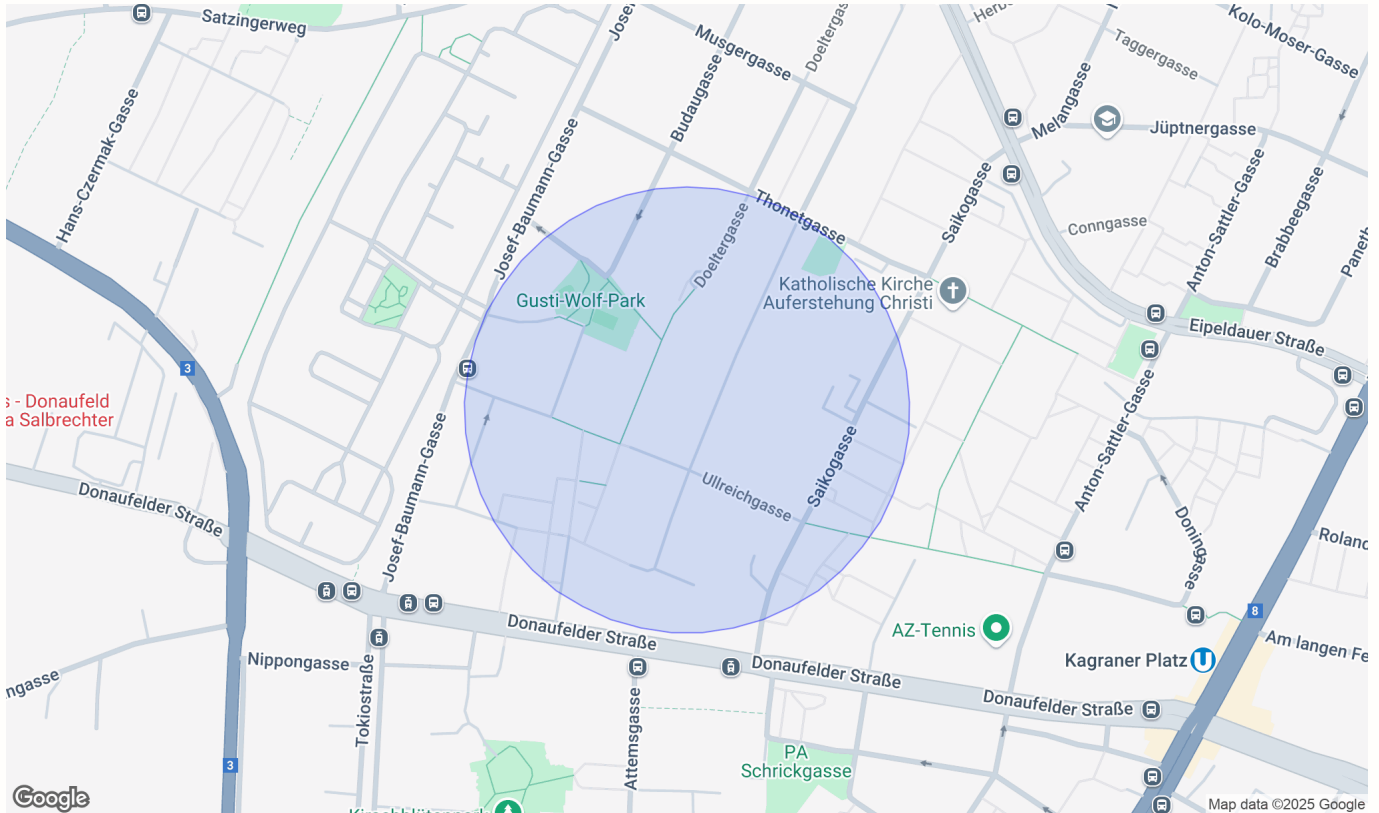 Satzingerweg
Josef
Musgergasse
Doeltergasse
Kolo-Moser-Gasse
Taggergasse
Melangasse
Jüptnergasse
Hans-Czermak-Gasse
Budaugasse
Josef-Baumann-Gasse
Thonetgasse
Saikogasse
Conngasse
Anton-Sattler-Gasse
Brabbeegasse
Paneth
Doeltergasse
Gusti-Wolf-Park
Katholische Kirche
Auferstehung Christi
Eipeldauer Straße
3
s - Donaufeld
a Salbrechter
Josef-Baumann-Gasse
Anton-Sattler-Gasse
Saikogasse
Ullreichgasse
Donaufelder Straße
Doningasse
Roland
8
Donaufelder Straße
AZ-Tennis
Am langen Fe
Nippongasse
Kagraner Platz
U
ngasse
Tokiostraße
Donaufelder Straße
Donaufelder Straße
Attemsgasse
3
PA
Schrickgasse
Google
Map data ©2025 Google